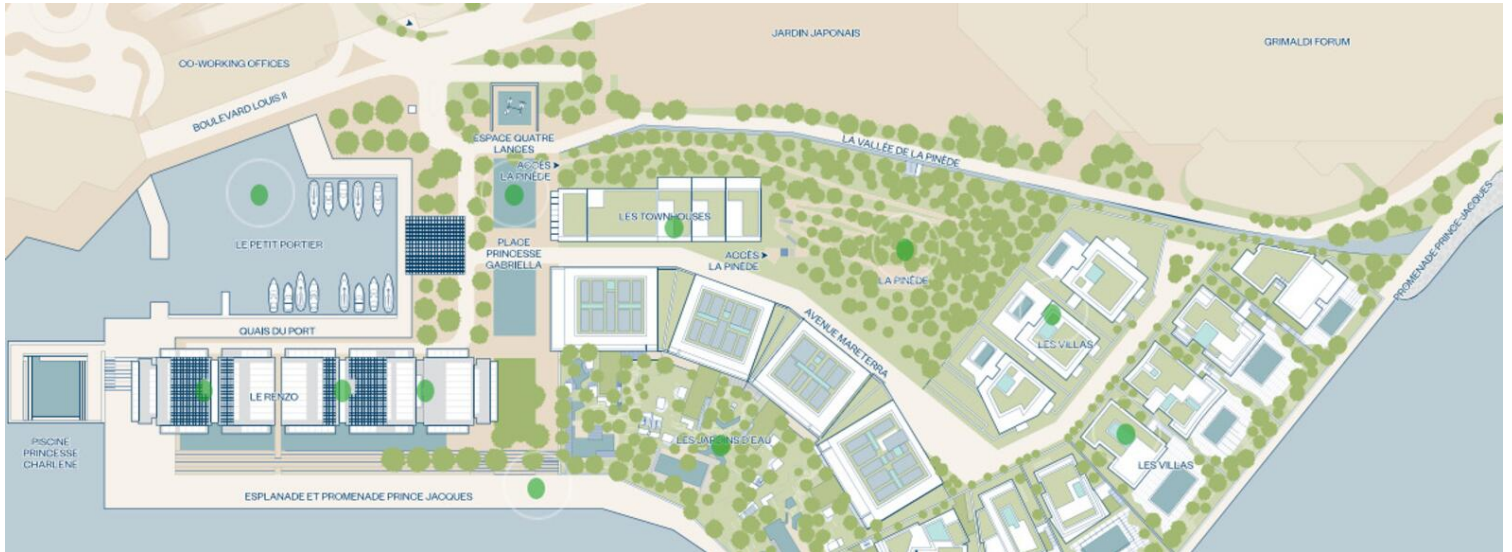 JARDIN JAPONAIS
GRIMALDI FORUM
CO-WORKING OFFICES
BOULEVARD LOUIS II
ESPACE QUATRE
LANCES
LA VALLÉE DE LA PINÈDE
ACCÈS
LA PINÈDE
LES TOWNHOUSES
PROMENADE PRINCE JACQUES
LE PETIT PORTIER
PLACE
PRINCESSE
GABRIELLA
ACCÈS
LA PINÈDE
LA PINÈDE
QUAIS DU PORT
AVENUE MARETERRA
LES VILLAS
LE RENZO
PISCINE
PRINCESSE
CHARLÈNE
LES JARDINS D'EAU
LES VILLAS
ESPLANADE ET PROMENADE PRINCE JACQUES